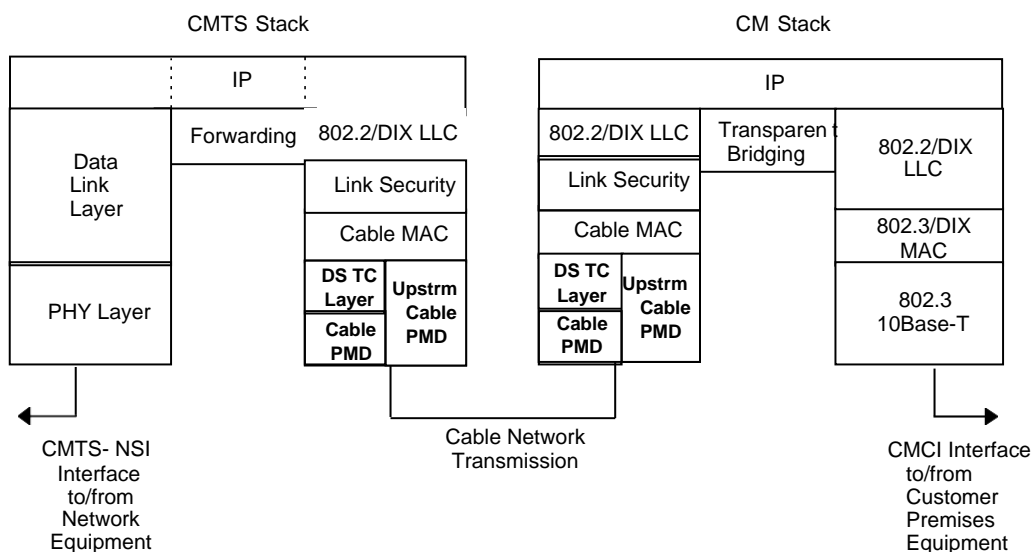 CMTS Stack
CM Stack
IP
IP
Forwarding
802.2/DIX LLC
Data
Link
Layer
Link Security
Cable MAC
DS TC
Layer
Upstrm
Cable
PMD
Cable
PMD
PHY Layer
802.2/DIX LLC
Transparen t
Bridging
802.2/DIX
LLC
Link Security
Cable MAC
802.3/DIX
MAC
DS TC
Layer
Upstrm
Cable
PMD
Cable
PMD
802.3
10Base-T
CMTS- NSI
Interface
to/from
Network
Equipment
Cable Network
Transmission
CMCI Interface
to/from
Customer
Premises
Equipment